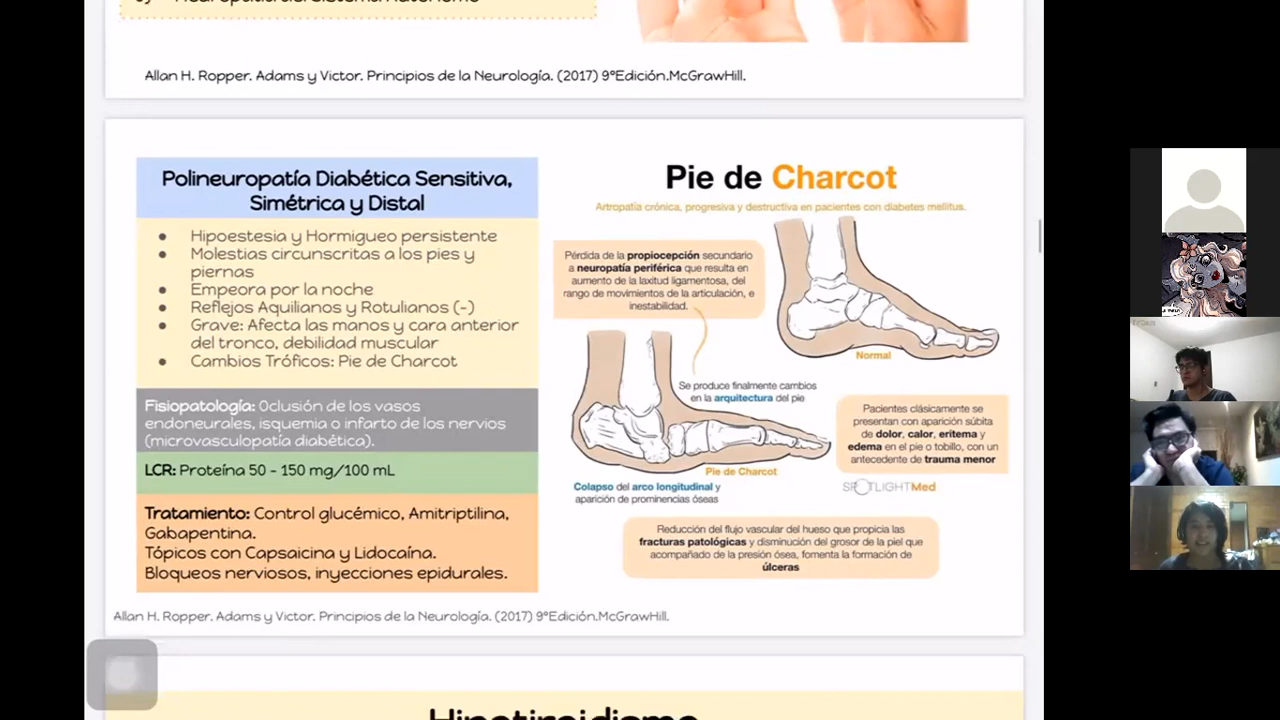 Allan H. Ropper. Adams y Victor. Principios de la Neurología. (2017) 9°Edición.McGrawHill.
Polineuropatía Diabética Sensitiva,
Simétrica y Distal
● Hipoestesia y Hormigueo persistente
● Molestias circunscritas a los pies y
piernas
● Empeora por la noche
● Reflejos Aquilianos y Rotulianos (-)
● Grave: Afecta las manos y cara anterior
del tronco, debilidad muscular
● Cambios Tróficos: Pie de Charcot
Fisiopatología: Oclusión de los vasos
endoneurales, isquemia o infarto de los nervios
(microvasculopatía diabética).
LCR: Proteína 50 - 150 mg/100 mL
Tratamiento: Control glucémico, Amitriptilina,
Gabapentina.
Tópicos con Capsaicina y Lidocaína.
Bloqueos nerviosos, inyecciones epidurales.
Pie de Charcot
Artropatía crónica, progresiva y destructiva en pacientes con diabetes mellitus.
Pérdida de la propiocepción secundario
a neuropatía periférica que resulta en
aumento de la laxitud ligamentosa, del
rango de movimientos de la articulación, e
inestabilidad.
Normal
Se produce finalmente cambios
en la arquitectura del pie
Pacientes clásicamente se
presentan con aparición súbita
de dolor, calor, eritema y
edema en el pie o tobillo, con un
antecedente de trauma menor
Pie de Charcot
Colapso del arco longitudinal y
aparición de prominencias óseas
SPOTLIGHTMed
Reducción del flujo vascular del hueso que propicia las
fracturas patológicas y disminución del grosor de la piel que
acompañado de la presión ósea, fomenta la formación de
úlceras
Allan H. Ropper. Adams y Victor. Principios de la Neurología. (2017) 9°Edición.McGrawHill.
Hipotiroidismo